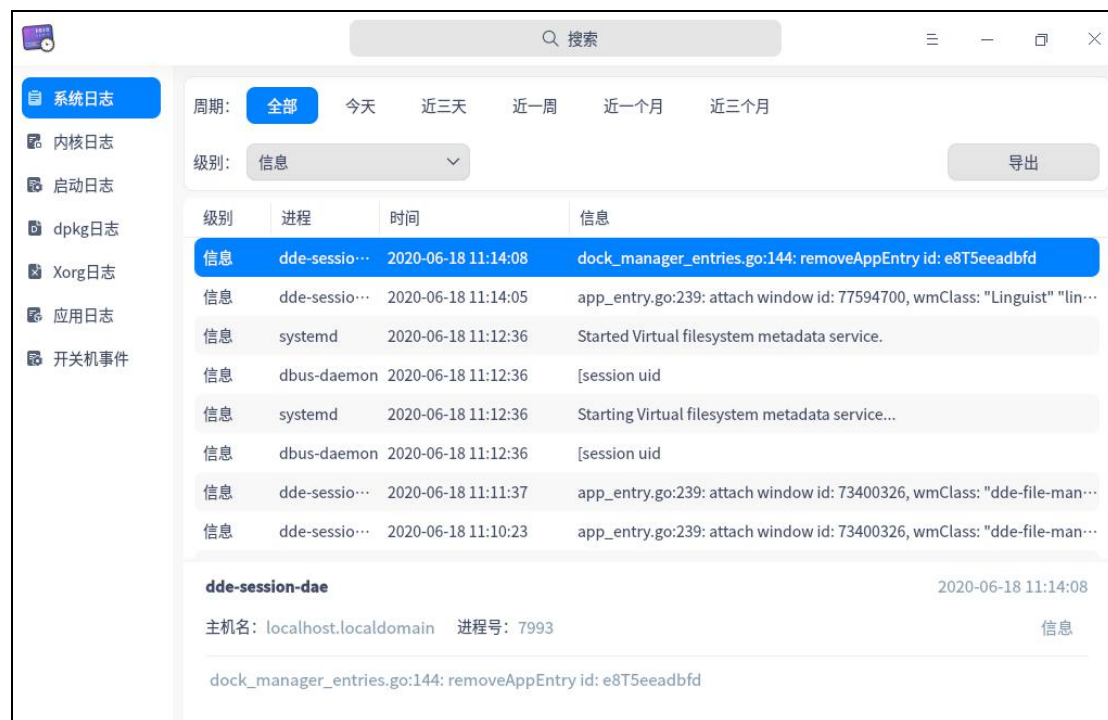 搜索
系统日志
内核日志
启动日志
dpkg日志
Xorg日志
应用日志
开关机事件
周期： 全部 今天 近三天 近一周 近一个月 近三个月
级别： 信息 导出
级别 进程 时间 信息
信息 dde-sessio··· 2020-06-18 11:14:08 dock_manager_entries.go:144: removeAppEntry id: e8T5eeadbfd
信息 dde-sessio··· 2020-06-18 11:14:05 app_entry.go:239: attach window id: 77594700, wmClass: "Linguist" "lin···
信息 systemd 2020-06-18 11:12:36 Started Virtual filesystem metadata service.
信息 dbus-daemon 2020-06-18 11:12:36 [session uid
信息 systemd 2020-06-18 11:12:36 Starting Virtual filesystem metadata service...
信息 dbus-daemon 2020-06-18 11:12:36 [session uid
信息 dde-sessio··· 2020-06-18 11:11:37 app_entry.go:239: attach window id: 73400326, wmClass: "dde-file-man···
信息 dde-sessio··· 2020-06-18 11:10:23 app_entry.go:239: attach window id: 73400326, wmClass: "dde-file-man···
dde-session-dae 2020-06-18 11:14:08
主机名： localhost.localdomain 进程号： 7993 信息
dock_manager_entries.go:144: removeAppEntry id: e8T5eeadbfd